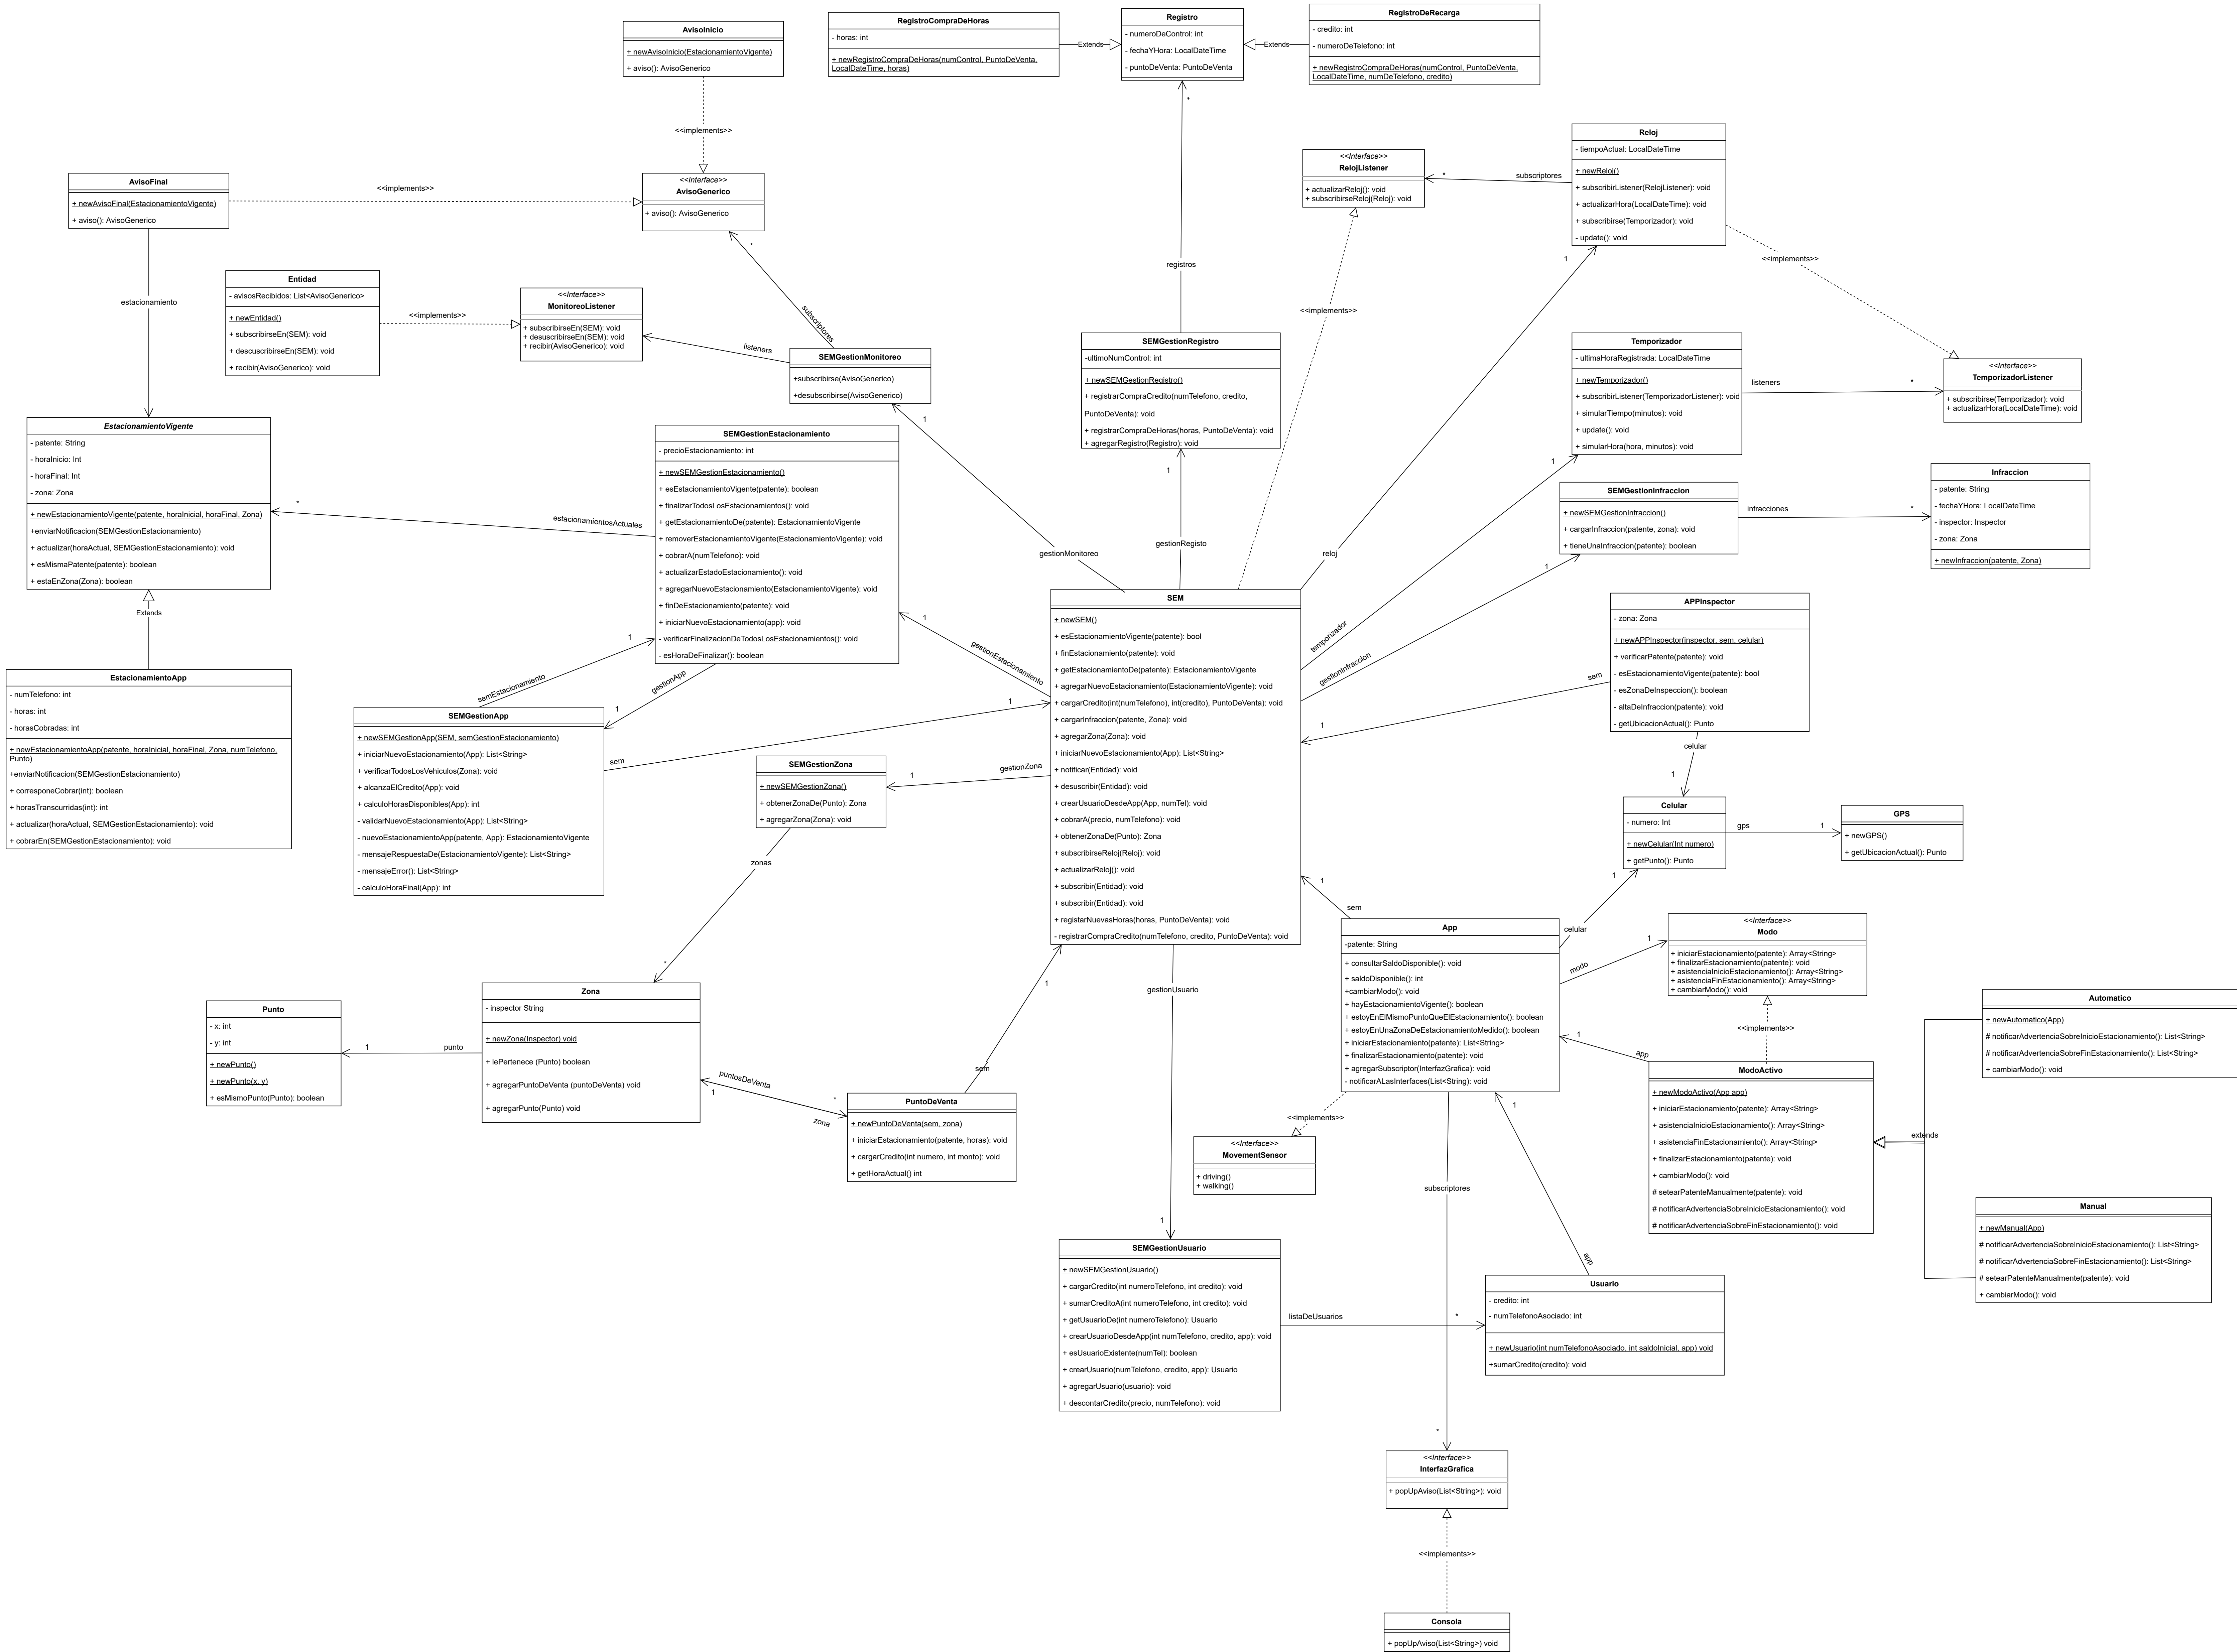 RegistroCompraDeHoras
- horas: int
+ newRegistroCompraDeHoras(numControl, PuntoDeVenta,
LocalDateTime, horas)
Extends
Registro
- numeroDeControl: int
- fechaYHora: LocalDateTime
- puntoDeVenta: PuntoDeVenta
Extends
RegistroDeRecarga
- credito: int
- numeroDeTelefono: int
+ newRegistroCompraDeHoras(numControl, PuntoDeVenta,
LocalDateTime, numDeTelefono, credito)
AvisoInicio
+ newAvisoInicio(EstacionamientoVigente)
+ aviso(): AvisoGenerico
<<implements>>
AvisoFinal
+ newAvisoFinal(EstacionamientoVigente)
+ aviso(): AvisoGenerico
<<implements>>
<<Interface>>
AvisoGenerico
+ aviso(): AvisoGenerico
*
subscriptores
*
registros
<<Interface>>
RelojListener
+ actualizarReloj(): void
+ subscribirseReloj(Reloj): void
*
subscriptores
Reloj
- tiempoActual: LocalDateTime
+ newReloj()
+ subscribirListener(RelojListener): void
+ actualizarHora(LocalDateTime): void
+ subscribirse(Temporizador): void
- update(): void
<<implements>>
1
estacionamiento
Entidad
- avisosRecibidos: List<AvisoGenerico>
+ newEntidad()
+ subscribirseEn(SEM): void
+ descuscribirseEn(SEM): void
+ recibir(AvisoGenerico): void
<<implements>>
<<Interface>>
MonitoreoListener
+ subscribirseEn(SEM): void
+ desuscribirseEn(SEM): void
+ recibir(AvisoGenerico): void
listeners
SEMGestionMonitoreo
+subscribirse(AvisoGenerico)
+desubscribirse(AvisoGenerico)
1
gestionMonitoreo
<<implements>>
SEMGestionRegistro
-ultimoNumControl: int
+ newSEMGestionRegistro()
+ registrarCompraCredito(numTelefono, credito,
PuntoDeVenta): void
+ registrarCompraDeHoras(horas, PuntoDeVenta): void
+ agregarRegistro(Registro): void
1
gestionRegisto
Temporizador
- ultimaHoraRegistrada: LocalDateTime
+ newTemporizador()
+ subscribirListener(TemporizadorListener): void
+ simularTiempo(minutos): void
+ update(): void
+ simularHora(hora, minutos): void
listeners
*
<<Interface>>
TemporizadorListener
+ subscribirse(Temporizador): void
+ actualizarHora(LocalDateTime): void
1
reloj
temporizador
EstacionamientoVigente
- patente: String
- horaInicio: Int
- horaFinal: Int
- zona: Zona
+ newEstacionamientoVigente(patente, horaInicial, horaFinal, Zona)
+enviarNotificacion(SEMGestionEstacionamiento)
+ actualizar(horaActual, SEMGestionEstacionamiento): void
+ esMismaPatente(patente): boolean
+ estaEnZona(Zona): boolean
*
estacionamientosActuales
Extends
SEMGestionEstacionamiento
- precioEstacionamiento: int
+ newSEMGestionEstacionamiento()
+ esEstacionamientoVigente(patente): boolean
+ finalizarTodosLosEstacionamientos(): void
+ getEstacionamientoDe(patente): EstacionamientoVigente
+ removerEstacionamientoVigente(EstacionamientoVigente): void
+ cobrarA(numTelefono): void
+ actualizarEstadoEstacionamiento(): void
+ agregarNuevoEstacionamiento(EstacionamientoVigente): void
+ finDeEstacionamiento(patente): void
+ iniciarNuevoEstacionamiento(app): void
- verificarFinalizacionDeTodosLosEstacionamientos(): void
- esHoraDeFinalizar(): boolean
1
gestionEstacionamiento
SEMGestionInfraccion
+ newSEMGestionInfraccion()
+ cargarInfraccion(patente, zona): void
+ tieneUnaInfraccion(patente): boolean
infracciones
*
Infraccion
- patente: String
- fechaYHora: LocalDateTime
- inspector: Inspector
- zona: Zona
+ newInfraccion(patente, Zona)
1
gestionInfraccion
EstacionamientoApp
- numTelefono: int
- horas: int
- horasCobradas: int
+ newEstacionamientoApp(patente, horaInicial, horaFinal, Zona, numTelefono,
Punto)
+enviarNotificacion(SEMGestionEstacionamiento)
+ corresponeCobrar(int): boolean
+ horasTranscurridas(int): int
+ actualizar(horaActual, SEMGestionEstacionamiento): void
+ cobrarEn(SEMGestionEstacionamiento): void
1
semEstacionamiento
gestionApp
1
SEMGestionApp
+ newSEMGestionApp(SEM, semGestionEstacionamiento)
+ iniciarNuevoEstacionamiento(App): List<String>
+ verificarTodosLosVehiculos(Zona): void
+ alcanzaElCredito(App): void
+ calculoHorasDisponibles(App): int
- validarNuevoEstacionamiento(App): List<String>
- nuevoEstacionamientoApp(patente, App): EstacionamientoVigente
- mensajeRespuestaDe(EstacionamientoVigente): List<String>
- mensajeError(): List<String>
- calculoHoraFinal(App): int
sem
1
SEM
+ newSEM()
+ esEstacionamientoVigente(patente): bool
+ finEstacionamiento(patente): void
+ getEstacionamientoDe(patente): EstacionamientoVigente
+ agregarNuevoEstacionamiento(EstacionamientoVigente): void
+ cargarCredito(int(numTelefono), int(credito), PuntoDeVenta): void
+ cargarInfraccion(patente, Zona): void
+ agregarZona(Zona): void
+ iniciarNuevoEstacionamiento(App): List<String>
+ notificar(Entidad): void
+ desuscribir(Entidad): void
+ crearUsuarioDesdeApp(App, numTel): void
+ cobrarA(precio, numTelefono): void
+ obtenerZonaDe(Punto): Zona
+ subscribirseReloj(Reloj): void
+ actualizarReloj(): void
+ subscribir(Entidad): void
+ subscribir(Entidad): void
+ registarNuevasHoras(horas, PuntoDeVenta): void
- registrarCompraCredito(numTelefono, credito, PuntoDeVenta): void
APPInspector
- zona: Zona
+ newAPPInspector(inspector, sem, celular)
+ verificarPatente(patente): void
- esEstacionamientoVigente(patente): bool
- esZonaDeInspeccion(): boolean
- altaDeInfraccion(patente): void
- getUbicacionActual(): Punto
sem
1
celular
1
SEMGestionZona
+ newSEMGestionZona()
+ obtenerZonaDe(Punto): Zona
+ agregarZona(Zona): void
1
gestionZona
zonas
*
Celular
- numero: Int
+ newCelular(Int numero)
+ getPunto(): Punto
gps
1
GPS
+ newGPS()
+ getUbicacionActual(): Punto
1
celular
1
sem
App
-patente: String
+ consultarSaldoDisponible(): void
+ saldoDisponible(): int
+cambiarModo(): void
+ hayEstacionamientoVigente(): boolean
+ estoyEnElMismoPuntoQueElEstacionamiento(): boolean
+ estoyEnUnaZonaDeEstacionamientoMedido(): boolean
+ iniciarEstacionamiento(patente): List<String>
+ finalizarEstacionamiento(patente): void
+ agregarSubscriptor(InterfazGrafica): void
- notificarALasInterfaces(List<String): void
modo
1
<<Interface>>
Modo
+ iniciarEstacionamiento(patente): Array<String>
+ finalizarEstacionamiento(patente): void
+ asistenciaInicioEstacionamiento(): Array<String>
+ asistenciaFinEstacionamiento(): Array<String>
+ cambiarModo(): void
<<implements>>
1
app
ModoActivo
+ newModoActivo(App app)
+ iniciarEstacionamiento(patente): Array<String>
+ asistenciaInicioEstacionamiento(): Array<String>
+ asistenciaFinEstacionamiento(): Array<String>
+ finalizarEstacionamiento(patente): void
+ cambiarModo(): void
# setearPatenteManualmente(patente): void
# notificarAdvertenciaSobreInicioEstacionamiento(): void
# notificarAdvertenciaSobreFinEstacionamiento(): void
extends
Automatico
+ newAutomatico(App)
# notificarAdvertenciaSobreInicioEstacionamiento(): List<String>
# notificarAdvertenciaSobreFinEstacionamiento(): List<String>
+ cambiarModo(): void
Manual
+ newManual(App)
# notificarAdvertenciaSobreInicioEstacionamiento(): List<String>
# notificarAdvertenciaSobreFinEstacionamiento(): List<String>
# setearPatenteManualmente(patente): void
+ cambiarModo(): void
Punto
- x: int
- y: int
+ newPunto()
+ newPunto(x, y)
+ esMismoPunto(Punto): boolean
1
punto
Zona
- inspector String
+ newZona(Inspector) void
+ lePertenece (Punto) boolean
+ agregarPuntoDeVenta (puntoDeVenta) void
+ agregarPunto(Punto) void
puntosDeVenta
1
*
zona
PuntoDeVenta
+ newPuntoDeVenta(sem, zona)
+ iniciarEstacionamiento(patente, horas): void
+ cargarCredito(int numero, int monto): void
+ getHoraActual() int
1
sem
gestionUsuario
1
<<implements>>
<<Interface>>
MovementSensor
+ driving()
+ walking()
subscriptores
*
1
app
SEMGestionUsuario
+ newSEMGestionUsuario()
+ cargarCredito(int numeroTelefono, int credito): void
+ sumarCreditoA(int numeroTelefono, int credito): void
+ getUsuarioDe(int numeroTelefono): Usuario
+ crearUsuarioDesdeApp(int numTelefono, credito, app): void
+ esUsuarioExistente(numTel): boolean
+ crearUsuario(numTelefono, credito, app): Usuario
+ agregarUsuario(usuario): void
+ descontarCredito(precio, numTelefono): void
listaDeUsuarios
*
Usuario
- credito: int
- numTelefonoAsociado: int
+ newUsuario(int numTelefonoAsociado, int saldoInicial, app) void
+sumarCredito(credito): void
<<Interface>>
InterfazGrafica
+ popUpAviso(List<String>): void
<<implements>>
Consola
+ popUpAviso(List<String>) void